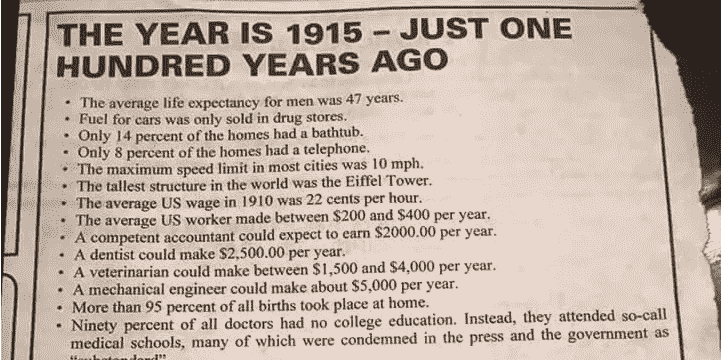 THE YEAR IS 1915 – JUST ONE
HUNDRED YEARS AGO
• The average life expectancy for men was 47 years.
• Fuel for cars was only sold in drug stores.
• Only 14 percent of the homes had a bathtub.
• Only 8 percent of the homes had a telephone.
• The maximum speed limit in most cities was 10 mph.
• The tallest structure in the world was the Eiffel Tower.
• The average US wage in 1910 was 22 cents per hour.
• The average US worker made between $200 and $400 per year.
• A competent accountant could expect to earn $2000.00 per year.
• A dentist could make $2,500.00 per year.
• A veterinarian could make between $1,500 and $4,000 per year.
• A mechanical engineer could make about $5,000 per year.
• More than 95 percent of all births took place at home.
• Ninety percent of all doctors had no college education. Instead, they attended so-call
medical schools, many of which were condemned in the press and the government as